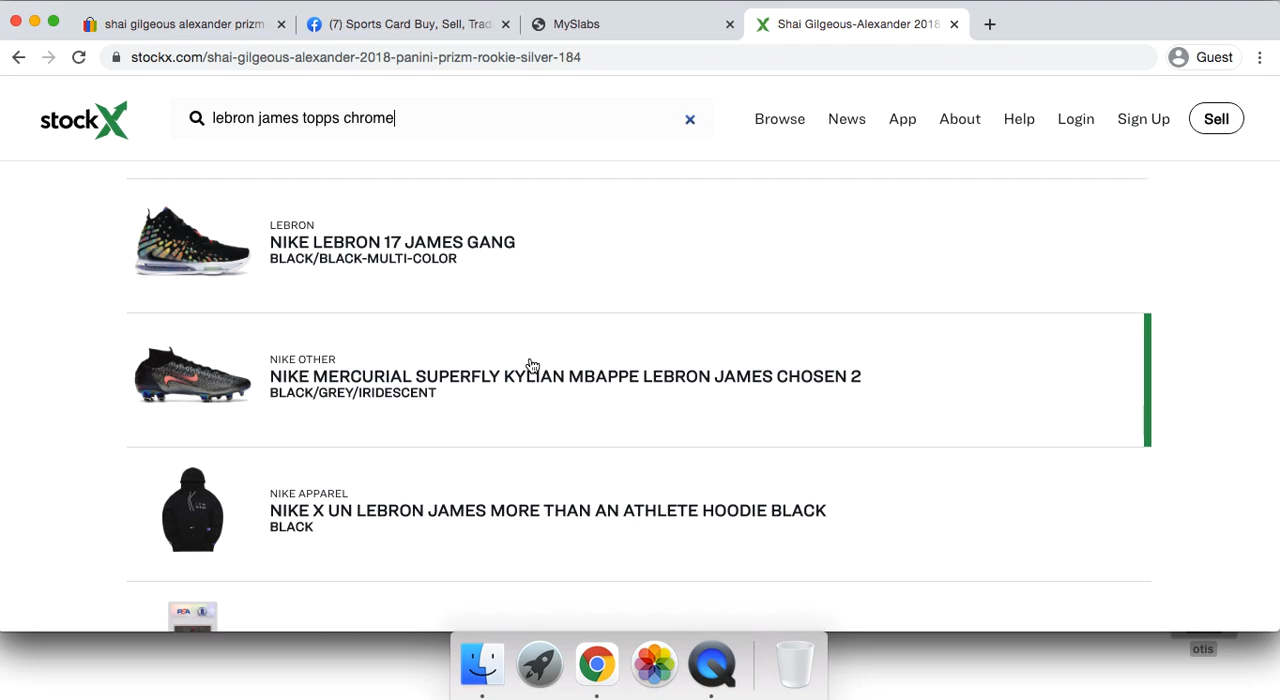 shai gilgeous alexander prizm
(7) Sports Card Buy, Sell, Trad
MySlabs
Shai Gilgeous-Alexander 2018
stockx.com/shai-gilgeous-alexander-2018-panini-prizm-rookie-silver-184
Guest
stockX
lebron james topps chrome
Browse
News
App
About
Help
Login
Sign Up
Sell
LEBRON
NIKE LEBRON 17 JAMES GANG
BLACK/BLACK-MULTI-COLOR
NIKE OTHER
NIKE MERCURIAL SUPERFLY KYLIAN MBAPPE LEBRON JAMES CHOSEN 2
BLACK/GREY/IRIDESCENT
NIKE APPAREL
NIKE X UN LEBRON JAMES MORE THAN AN ATHLETE HOODIE BLACK
BLACK
PSA
otis